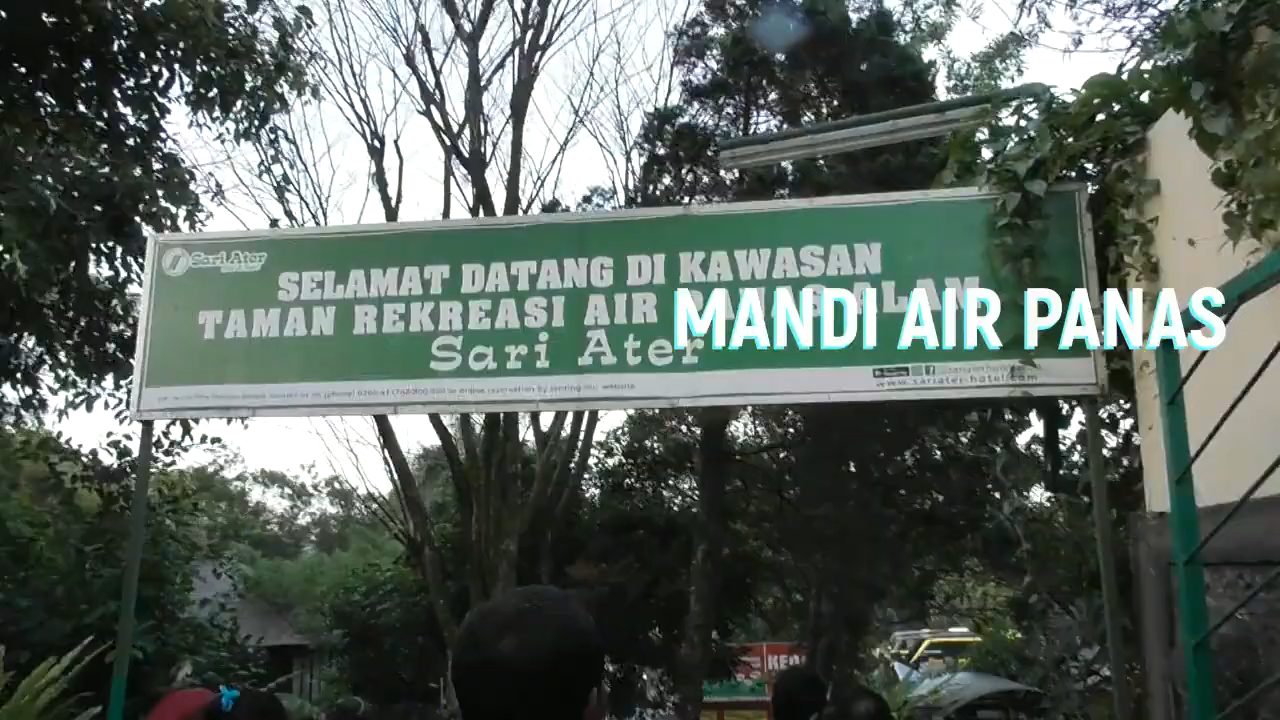 Sari Ater
SELAMAT DATANG DI KAWASAN
TAMAN REKREASI AIR PANAS ALAM
Sari Ater
MANDI AIR PANAS
www.sariater-hotel.com